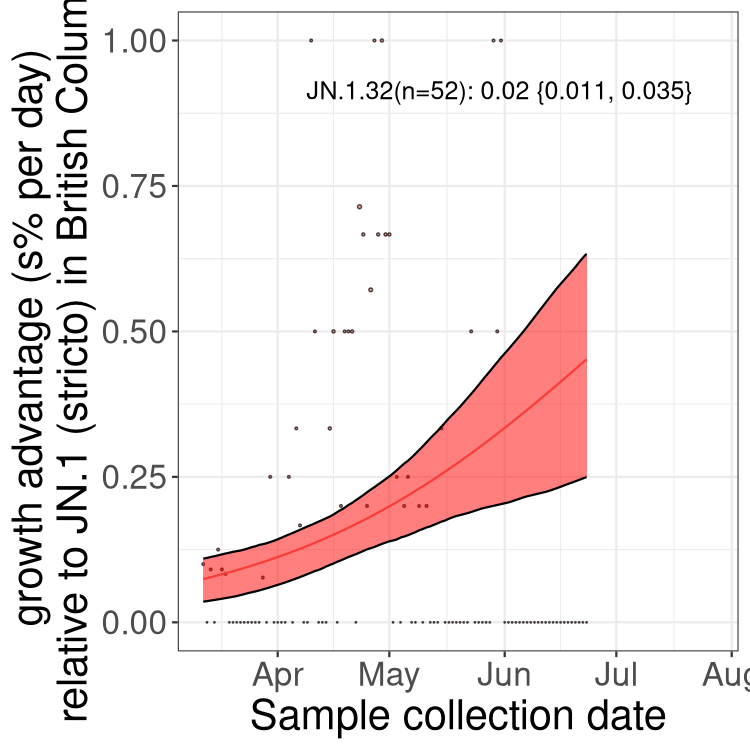 growth advantage (s% per day)
relative to JN.1 (stricto) in British Colum
1.00
0.75
0.50
0.25
0.00
JN.1.32(n=52): 0.02 {0.011, 0.035}
Apr May Jun Jul Aug
Sample collection date